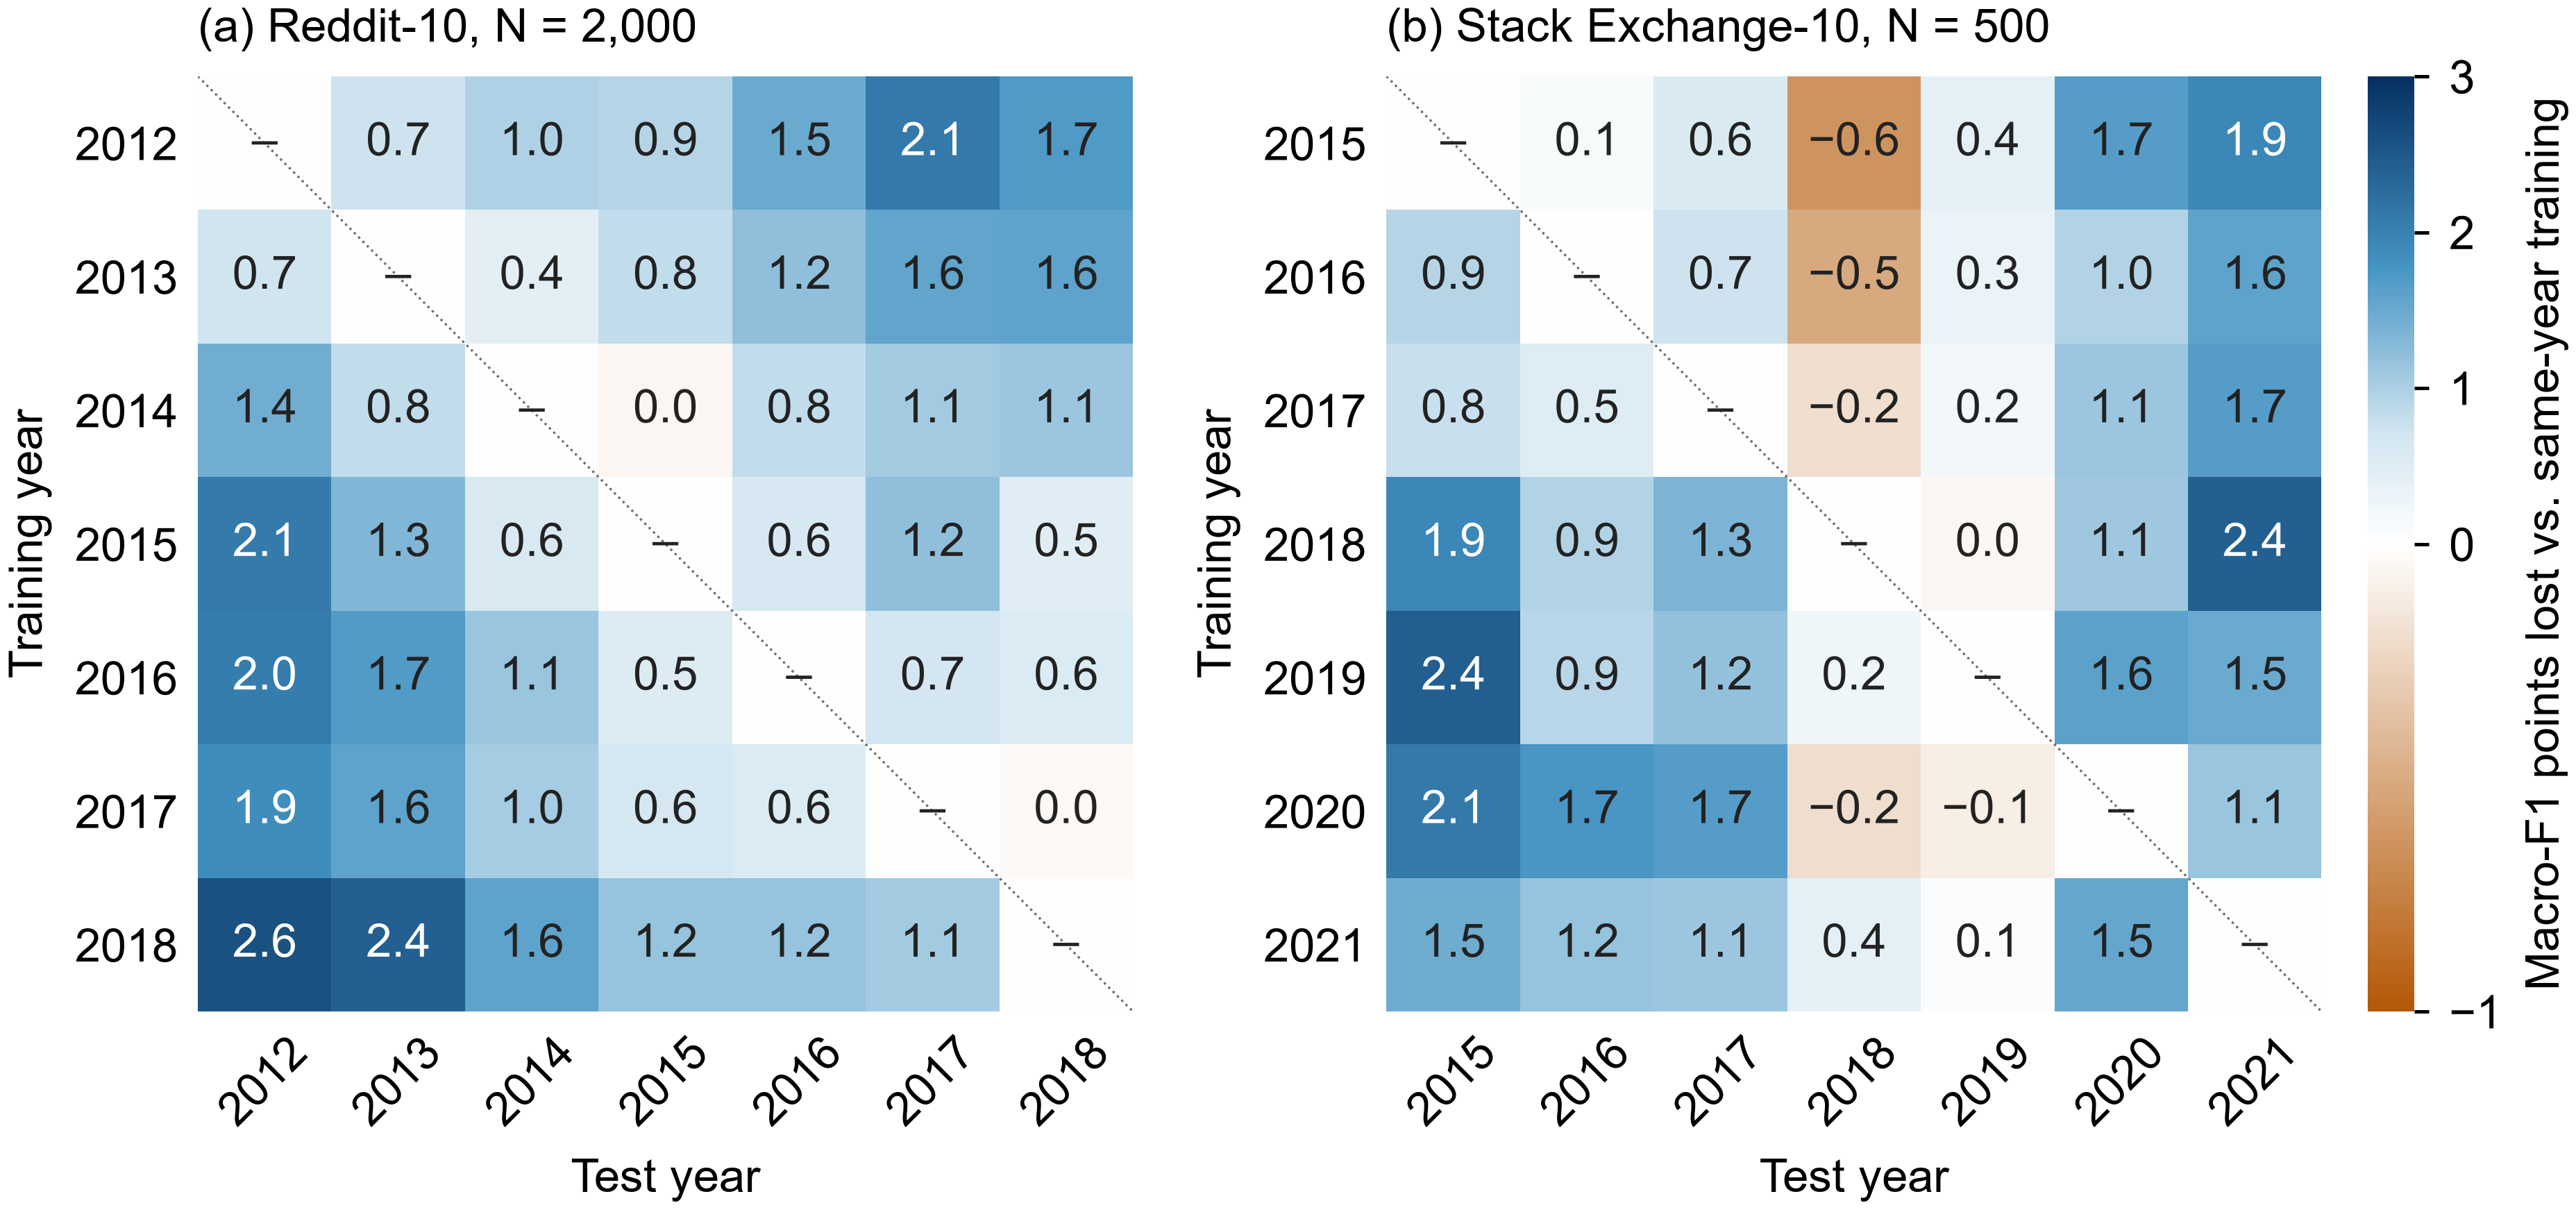 (a) Reddit-10, N = 2,000
Training year
2012 – 0.7 1.0 0.9 1.5 2.1 1.7
2013 0.7 – 0.4 0.8 1.2 1.6 1.6
2014 1.4 0.8 – 0.0 0.8 1.1 1.1
2015 2.1 1.3 0.6 – 0.6 1.2 0.5
2016 2.0 1.7 1.1 0.5 – 0.7 0.6
2017 1.9 1.6 1.0 0.6 0.6 – 0.0
2018 2.6 2.4 1.6 1.2 1.2 1.1 –
2012 2013 2014 2015 2016 2017 2018
Test year
(b) Stack Exchange-10, N = 500
Training year
2015 – 0.1 0.6 −0.6 0.4 1.7 1.9
2016 0.9 – 0.7 −0.5 0.3 1.0 1.6
2017 0.8 0.5 – −0.2 0.2 1.1 1.7
2018 1.9 0.9 1.3 – 0.0 1.1 2.4
2019 2.4 0.9 1.2 0.2 – 1.6 1.5
2020 2.1 1.7 1.7 −0.2 −0.1 – 1.1
2021 1.5 1.2 1.1 0.4 0.1 1.5 –
2015 2016 2017 2018 2019 2020 2021
Test year
3
2
1
0
−1
Macro-F1 points lost vs. same-year training